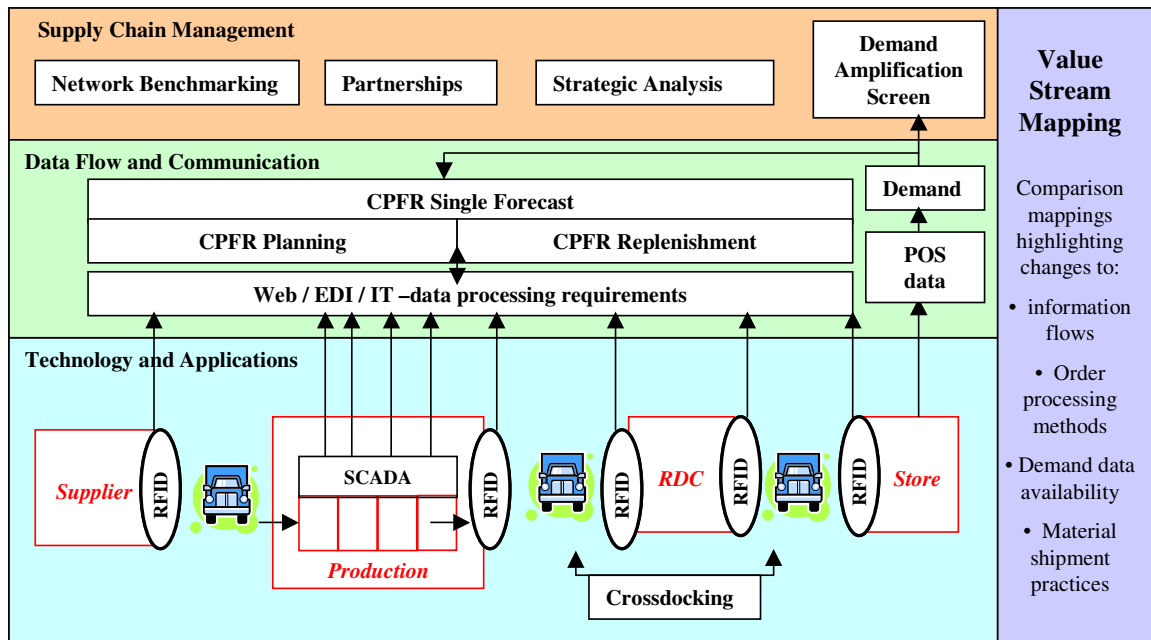 Supply Chain Management
Network Benchmarking
Partnerships
Strategic Analysis
Demand
Amplification
Screen
Data Flow and Communication
CPFR Single Forecast
CPFR Planning
CPFR Replenishment
Web / EDI / IT –data processing requirements
Demand
POS
data
Technology and Applications
Supplier
RFID
SCADA
Production
RFID
RFID
RDC
RFID
RFID
Store
Crossdocking
Value
Stream
Mapping
Comparison
mappings
highlighting
changes to:
• information
flows
• Order
processing
methods
• Demand data
availability
• Material
shipment
practices